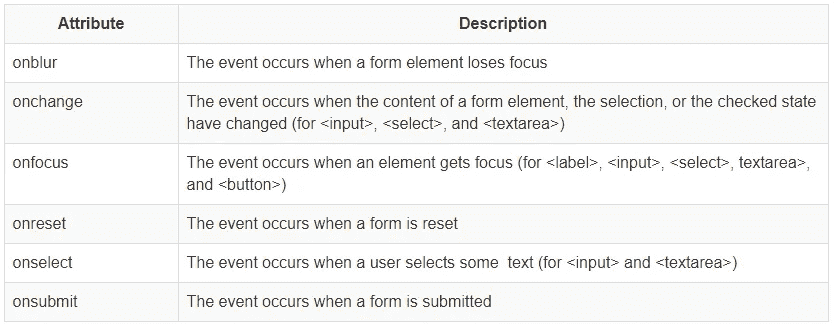 Attribute Description
onblur The event occurs when a form element loses focus
onchange The event occurs when the content of a form element, the selection, or the checked state
have changed (for <input>, <select>, and <textarea>)
onfocus The event occurs when an element gets focus (for <label>, <input>, <select>, textarea>,
and <button>)
onreset The event occurs when a form is reset
onselect The event occurs when a user selects some  text (for <input> and <textarea>)
onsubmit The event occurs when a form is submitted